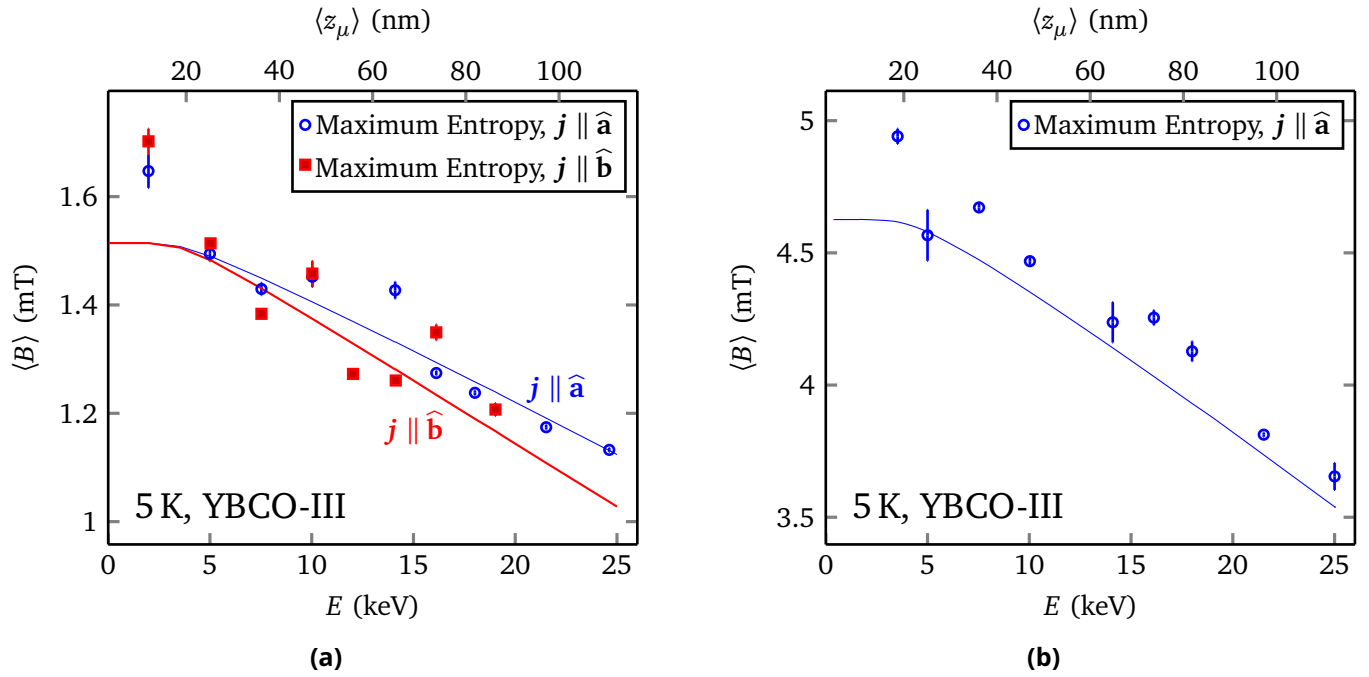 ⟨z_μ⟩ (nm)
20 40 60 80 100
Maximum Entropy, j ∥ â
Maximum Entropy, j ∥ b̂
1.6
1.4
1.2
1
⟨B⟩ (mT)
j ∥ â
j ∥ b̂
5 K, YBCO-III
0 5 10 15 20 25
E (keV)
(a)
⟨z_μ⟩ (nm)
20 40 60 80 100
Maximum Entropy, j ∥ â
5
4.5
4
3.5
⟨B⟩ (mT)
5 K, YBCO-III
0 5 10 15 20 25
E (keV)
(b)